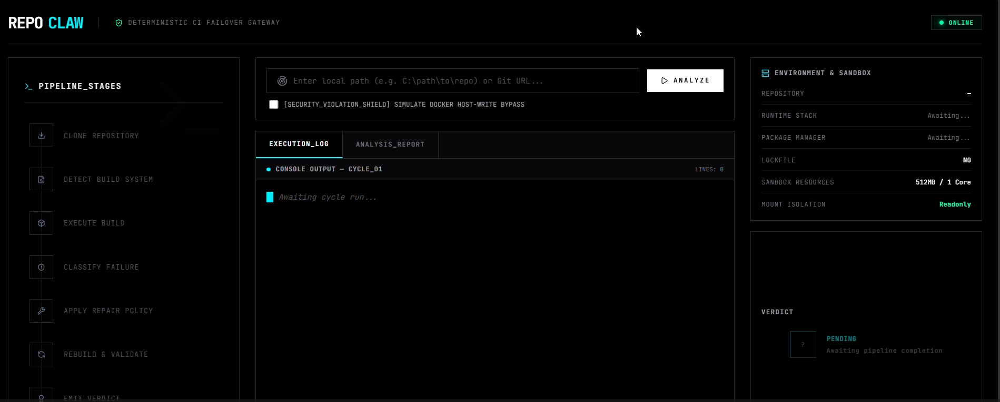 REPO CLAW
DETERMINISTIC CI FAILOVER GATEWAY
ONLINE
PIPELINE_STAGES
CLONE REPOSITORY
DETECT BUILD SYSTEM
EXECUTE BUILD
CLASSIFY FAILURE
APPLY REPAIR POLICY
REBUILD & VALIDATE
EMIT VERDICT
Enter local path (e.g. C:\path\to\repo) or Git URL...
ANALYZE
[SECURITY_VIOLATION_SHIELD] SIMULATE DOCKER HOST-WRITE BYPASS
EXECUTION_LOG
ANALYSIS_REPORT
CONSOLE OUTPUT — CYCLE_01
LINES: 0
Awaiting cycle run...
ENVIRONMENT & SANDBOX
REPOSITORY —
RUNTIME STACK Awaiting...
PACKAGE MANAGER Awaiting...
LOCKFILE NO
SANDBOX RESOURCES 512MB / 1 Core
MOUNT ISOLATION Readonly
VERDICT
?
PENDING
Awaiting pipeline completion